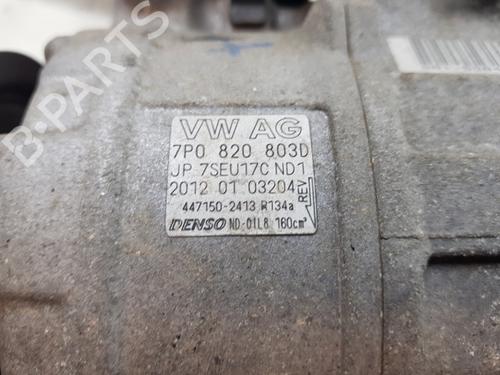 VW AG
7P0 820 803D
JP 7SEU17C ND1
2012 01 03204
REV
447150-2413 R134a
DENSO ND-OIL8 160cm³
B-PARTS